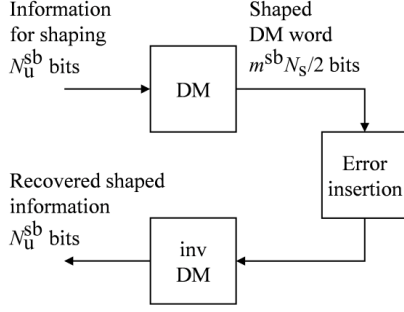 Information
for shaping
N_u^sb bits
DM
Shaped
DM word
m^sb N_s/2 bits
Error
insertion
Recovered shaped
information
N_u^sb bits
inv
DM